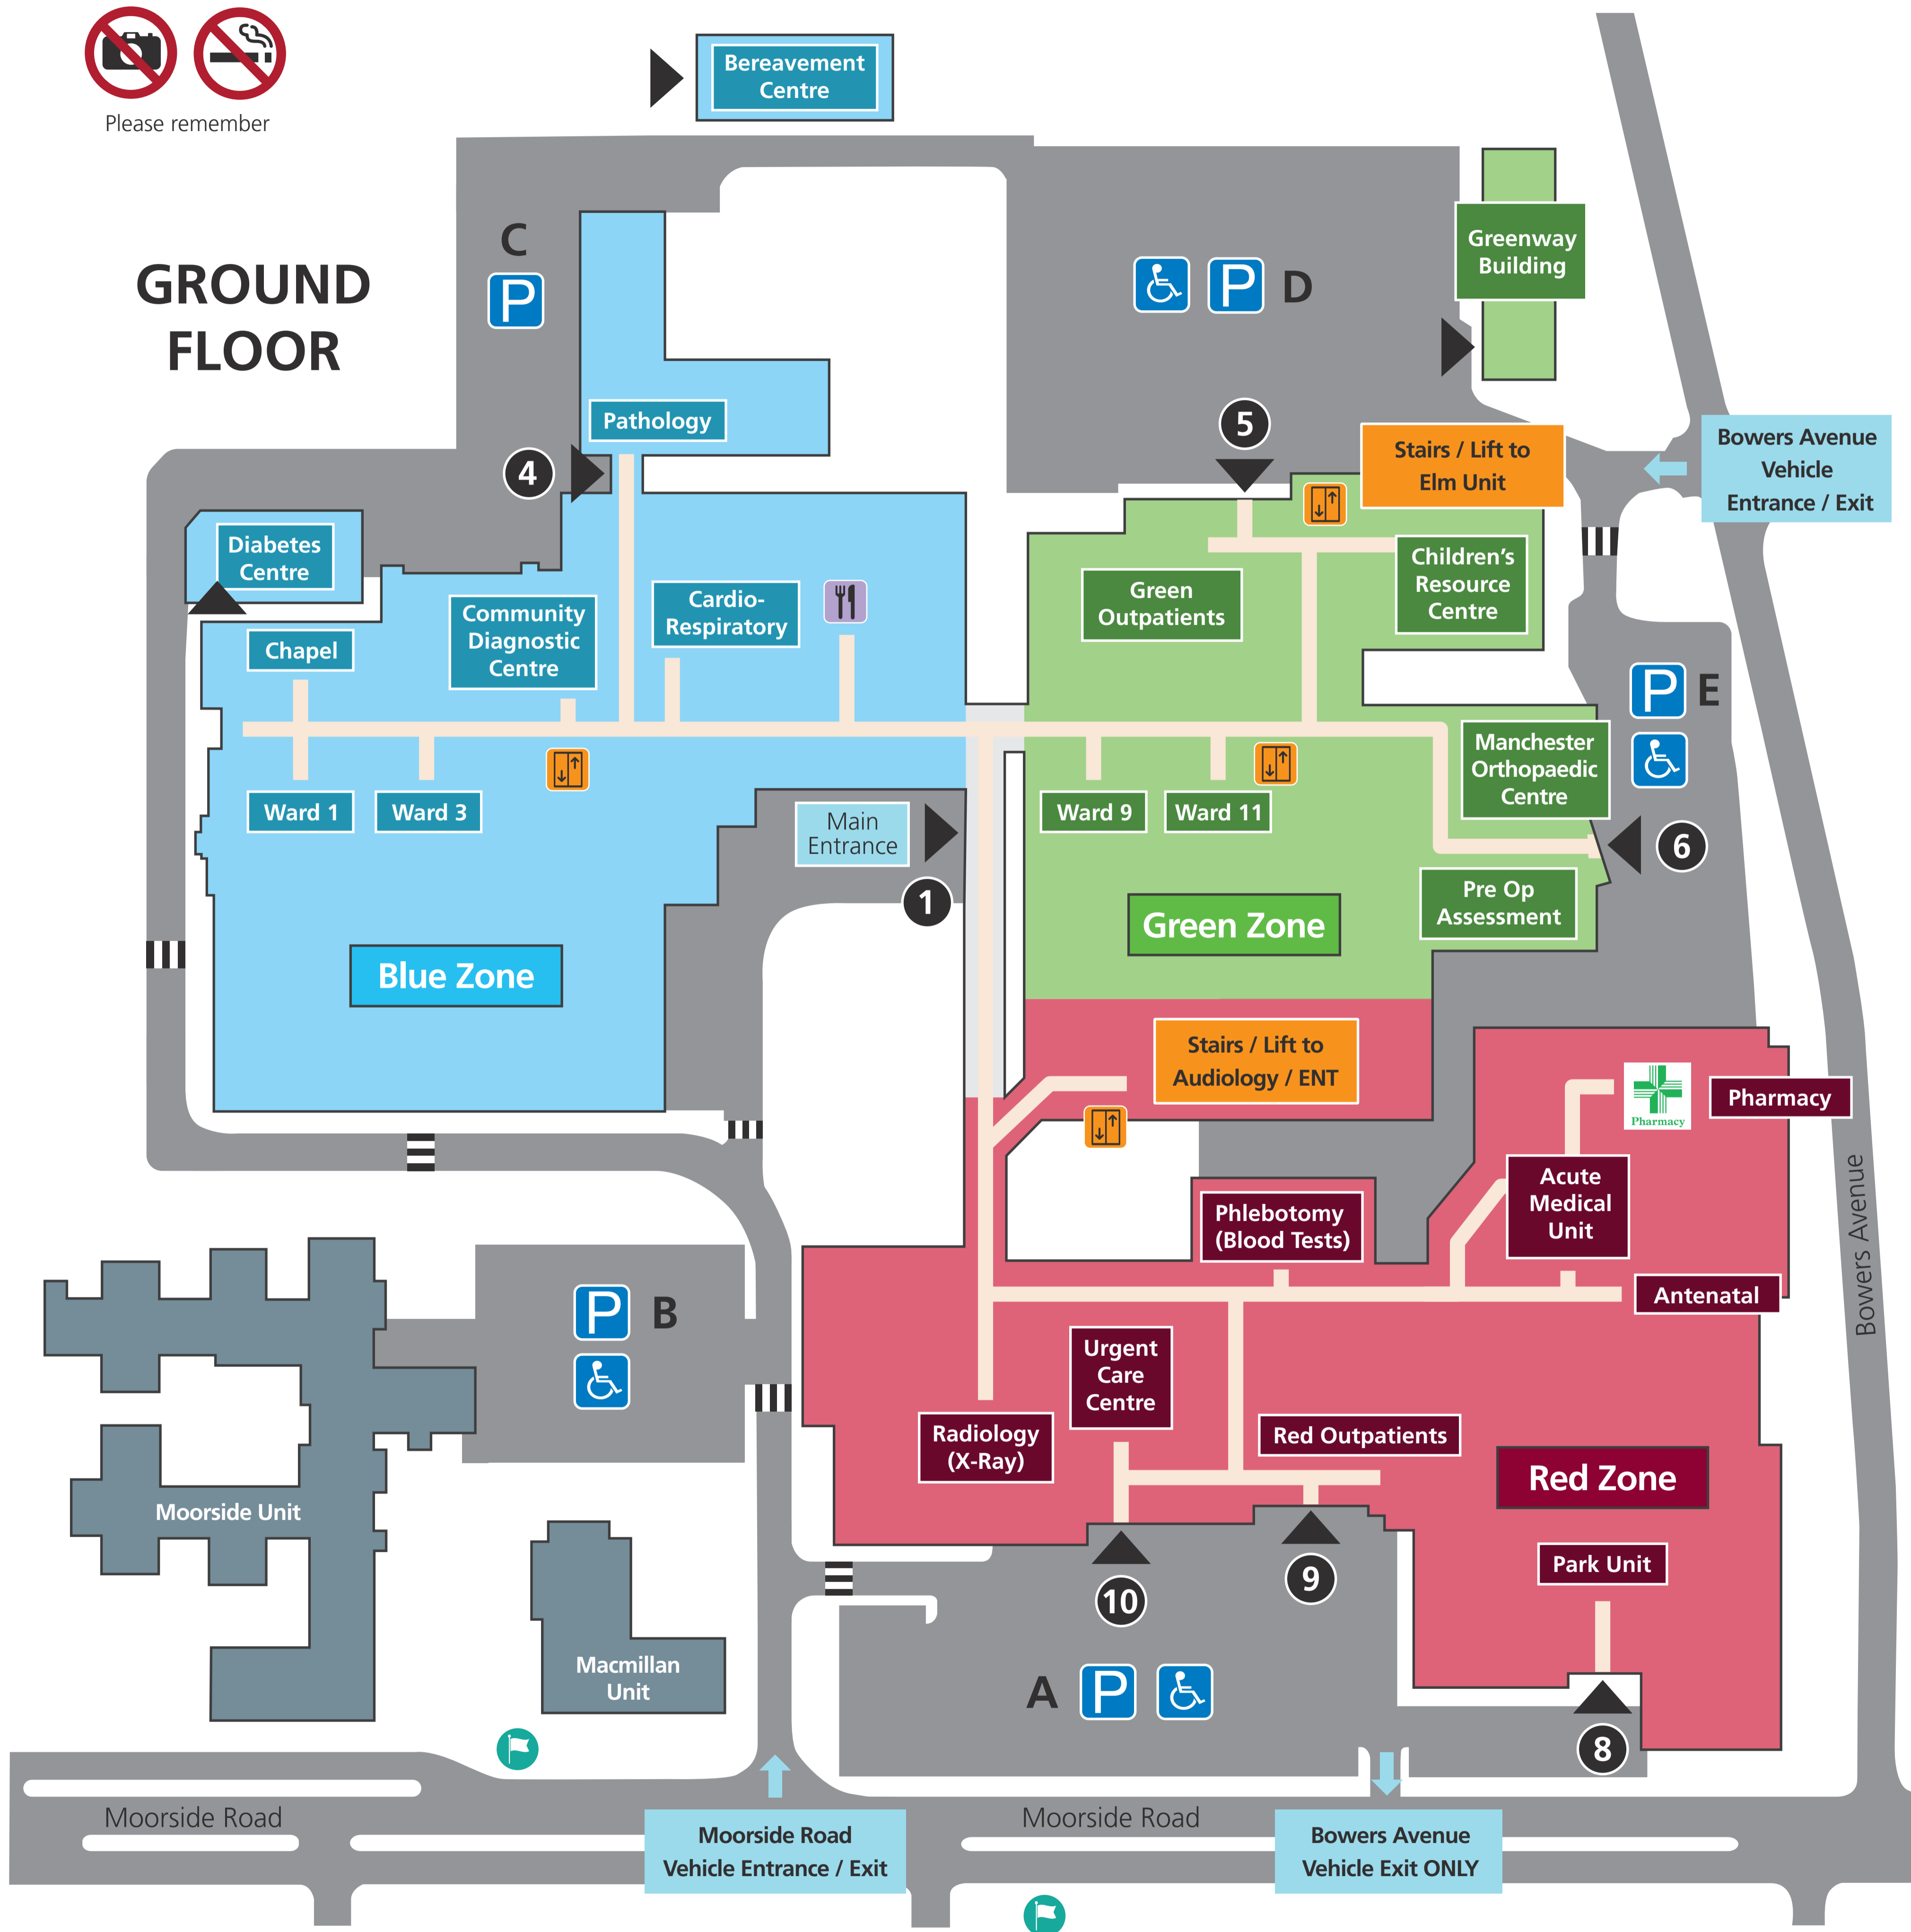 Please remember
GROUND
FLOOR
Bereavement
Centre
C
P
P
D
Greenway
Building
Pathology
4
5
Stairs / Lift to
Elm Unit
Bowers Avenue
Vehicle
Entrance / Exit
Diabetes
Centre
Chapel
Community
Diagnostic
Centre
Cardio-
Respiratory
Green
Outpatients
Children's
Resource
Centre
P
E
Manchester
Orthopaedic
Centre
Ward 1
Ward 3
Main
Entrance
1
Ward 9
Ward 11
6
Pre Op
Assessment
Green Zone
Blue Zone
Stairs / Lift to
Audiology / ENT
Pharmacy
Pharmacy
Acute
Medical
Unit
Phlebotomy
(Blood Tests)
Antenatal
Bowers Avenue
P
B
Urgent
Care
Centre
Radiology
(X-Ray)
Red Outpatients
Red Zone
Moorside Unit
Park Unit
10
9
8
Macmillan
Unit
A
P
Moorside Road
Moorside Road
Moorside Road
Vehicle Entrance / Exit
Bowers Avenue
Vehicle Exit ONLY